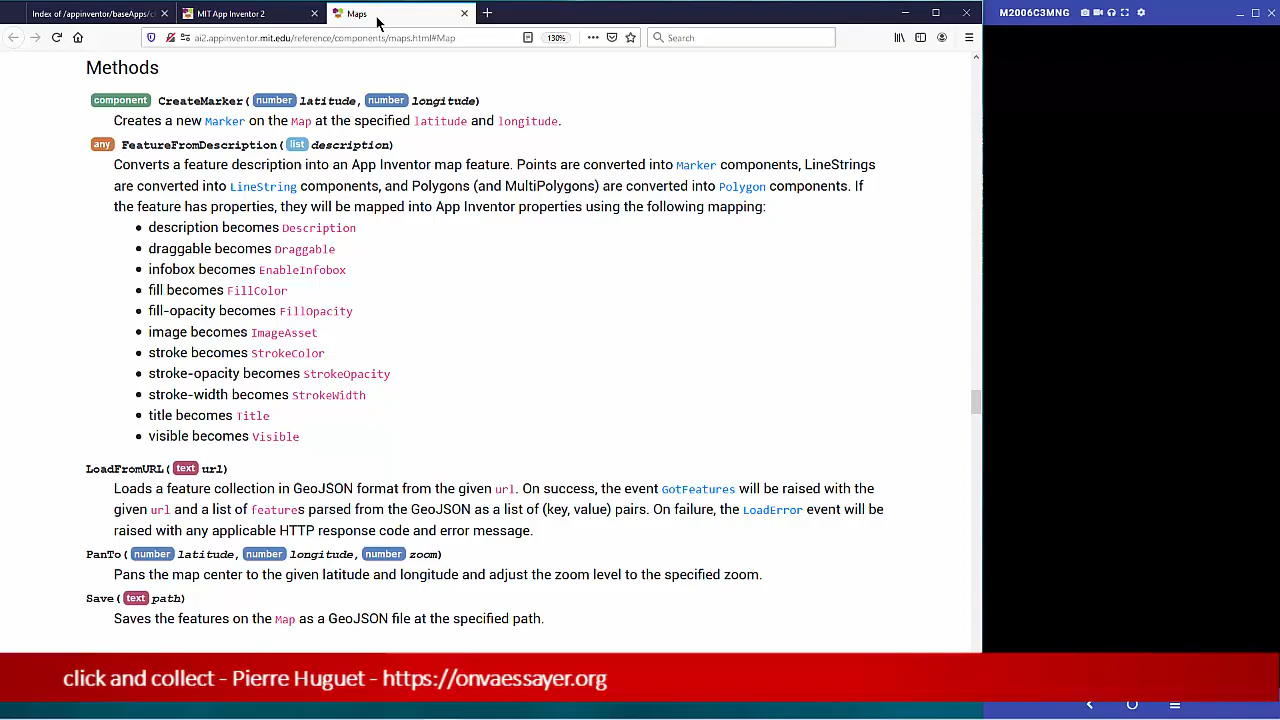 Index of /appinventor/baseApps/cl
MIT App Inventor 2
Maps
M2006C3MNG
ai2.appinventor.mit.edu/reference/components/maps.html#Map
130%
Search
Methods
component CreateMarker( number latitude, number longitude)
Creates a new Marker on the Map at the specified latitude and longitude.
any FeatureFromDescription( list description)
Converts a feature description into an App Inventor map feature. Points are converted into Marker components, LineStrings
are converted into LineString components, and Polygons (and MultiPolygons) are converted into Polygon components. If
the feature has properties, they will be mapped into App Inventor properties using the following mapping:
• description becomes Description
• draggable becomes Draggable
• infobox becomes EnableInfobox
• fill becomes FillColor
• fill-opacity becomes FillOpacity
• image becomes ImageAsset
• stroke becomes StrokeColor
• stroke-opacity becomes StrokeOpacity
• stroke-width becomes StrokeWidth
• title becomes Title
• visible becomes Visible
LoadFromURL( text url)
Loads a feature collection in GeoJSON format from the given url. On success, the event GotFeatures will be raised with the
given url and a list of features parsed from the GeoJSON as a list of (key, value) pairs. On failure, the LoadError event will be
raised with any applicable HTTP response code and error message.
PanTo( number latitude, number longitude, number zoom)
Pans the map center to the given latitude and longitude and adjust the zoom level to the specified zoom.
Save( text path)
Saves the features on the Map as a GeoJSON file at the specified path.
click and collect - Pierre Huguet - https://onvaessayer.org